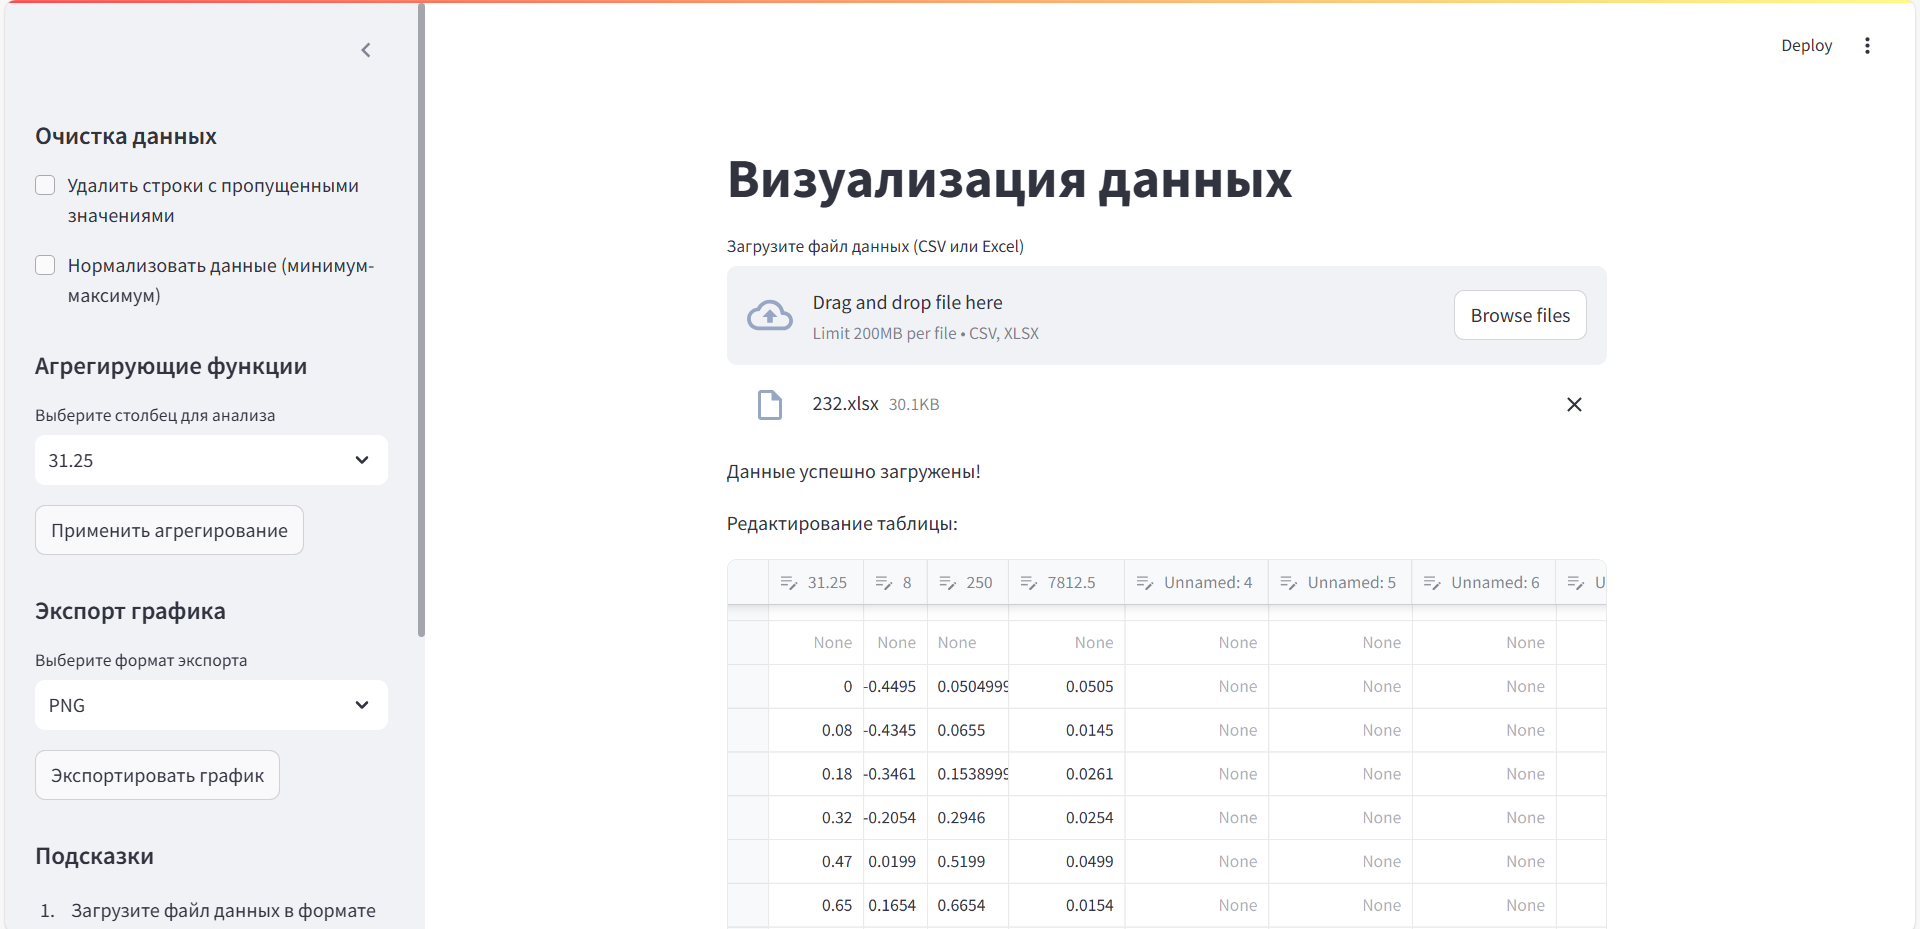 Deploy
Очистка данных
Удалить строки с пропущенными
значениями
Нормализовать данные (минимум-
максимум)
Агрегирующие функции
Выберите столбец для анализа
31.25
Применить агрегирование
Экспорт графика
Выберите формат экспорта
PNG
Экспортировать график
Подсказки
1. Загрузите файл данных в формате
Визуализация данных
Загрузите файл данных (CSV или Excel)
Drag and drop file here
Limit 200MB per file • CSV, XLSX
Browse files
232.xlsx 30.1KB
Данные успешно загружены!
Редактирование таблицы:
31.25 8 250 7812.5 Unnamed: 4 Unnamed: 5 Unnamed: 6 U
None None None None None None None
0 -0.4495 0.0504999 0.0505 None None None
0.08 -0.4345 0.0655 0.0145 None None None
0.18 -0.3461 0.1538999 0.0261 None None None
0.32 -0.2054 0.2946 0.0254 None None None
0.47 0.0199 0.5199 0.0499 None None None
0.65 0.1654 0.6654 0.0154 None None None